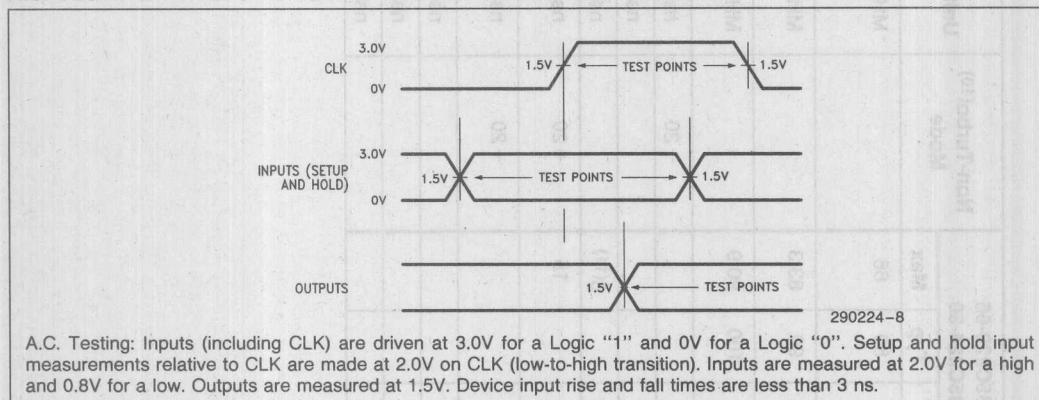 3.0V
CLK
1.5V
TEST POINTS
1.5V
0V
3.0V
INPUTS (SETUP
AND HOLD)
1.5V
TEST POINTS
1.5V
0V
OUTPUTS
1.5V
TEST POINTS
290224–8
A.C. Testing: Inputs (including CLK) are driven at 3.0V for a Logic "1" and 0V for a Logic "0". Setup and hold input
measurements relative to CLK are made at 2.0V on CLK (low-to-high transition). Inputs are measured at 2.0V for a high
and 0.8V for a low. Outputs are measured at 1.5V. Device input rise and fall times are less than 3 ns.